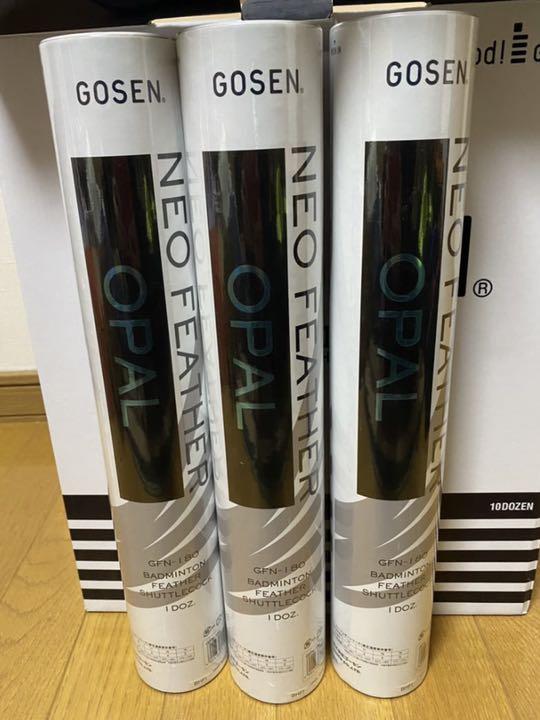 GOSEN®
NEO FEATHER
OPAL
GFN-180
BADMINTON
FEATHER
SHUTTLECOCK
1 DOZ.
GOSEN®
NEO FEATHER
OPAL
GFN-180
BADMINTON
FEATHER
SHUTTLECOCK
1 DOZ.
GOSEN®
NEO FEATHER
OPAL
GFN-180
BADMINTON
FEATHER
SHUTTLECOCK
1 DOZ.
®
10DOZEN